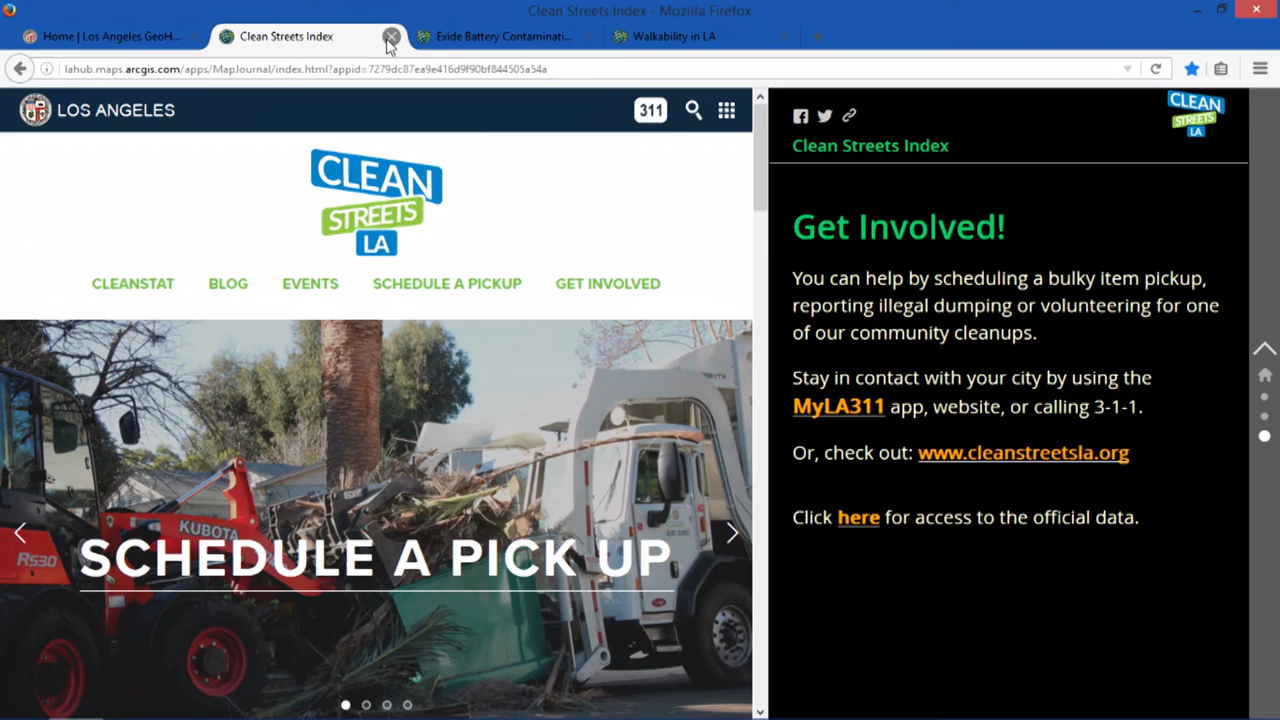 Clean Streets Index - Mozilla Firefox
Home | Los Angeles GeoH...
Clean Streets Index
Exide Battery Contaminati...
Walkability in LA
lahub.maps.arcgis.com/apps/MapJournal/index.html?appid=7279dc87ea9e416d9f90bf844505a54a
LOS ANGELES
311
CLEAN
STREETS
LA
CLEANSTAT BLOG EVENTS SCHEDULE A PICKUP GET INVOLVED
KUBOTA
R530
SCHEDULE A PICK UP
CLEAN
STREETS
LA
Clean Streets Index
Get Involved!
You can help by scheduling a bulky item pickup,
reporting illegal dumping or volunteering for one
of our community cleanups.
Stay in contact with your city by using the
MyLA311 app, website, or calling 3-1-1.
Or, check out: www.cleanstreetsla.org
Click here for access to the official data.